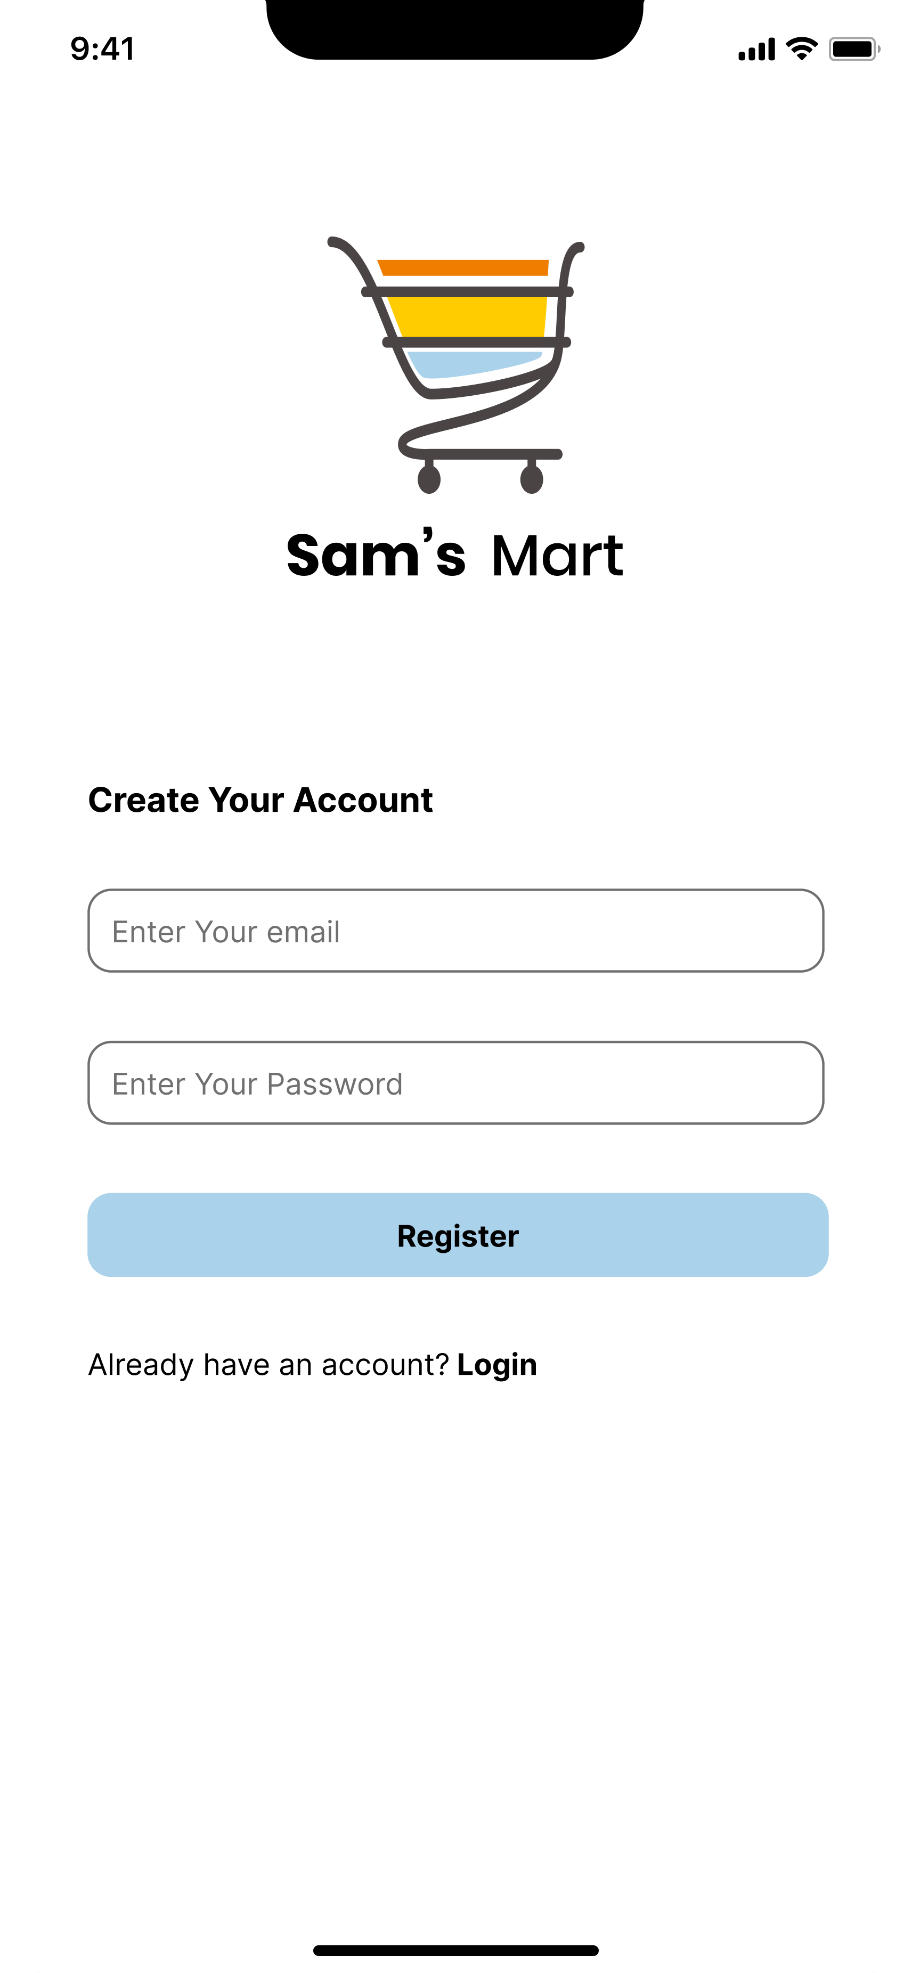 9:41
Sam’s Mart
Create Your Account
Enter Your email
Enter Your Password
Register
Already have an account? Login